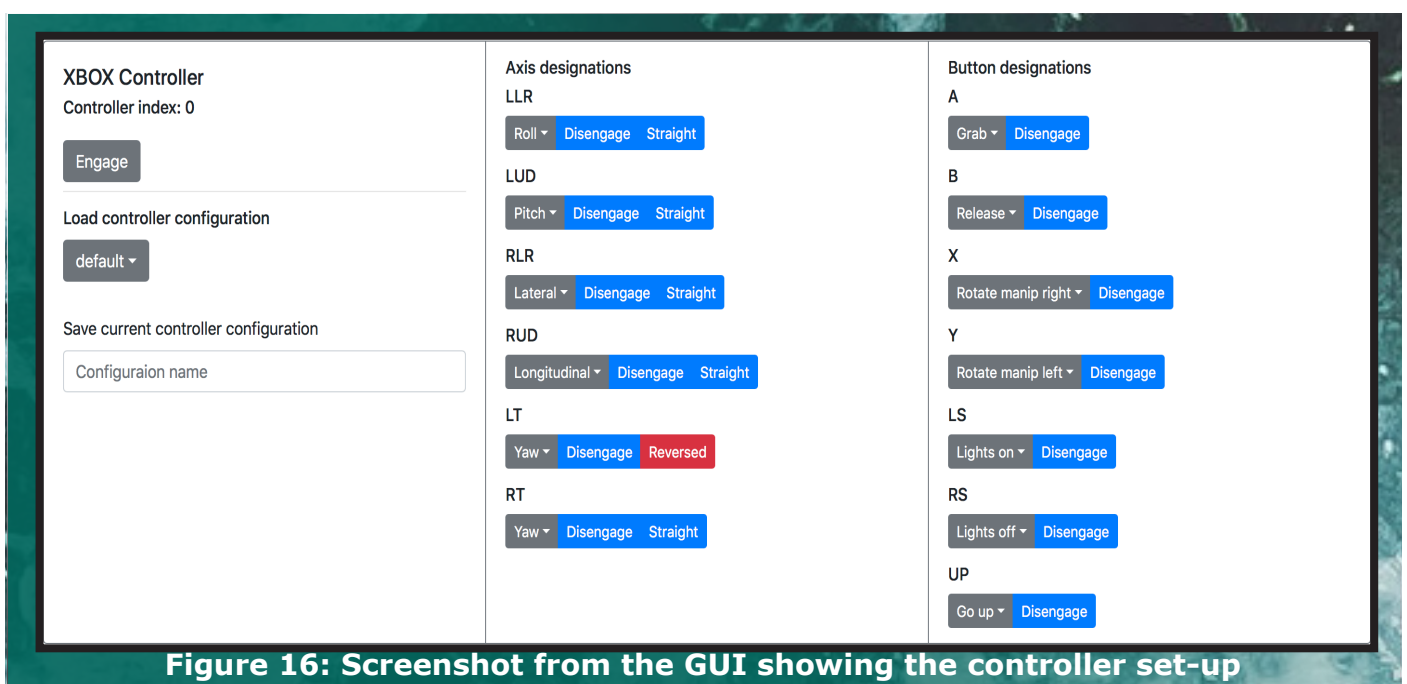 XBOX Controller
Controller index: 0
Engage
Load controller configuration
default
Save current controller configuration
Configuraion name
Axis designations
LLR
Roll Disengage Straight
LUD
Pitch Disengage Straight
RLR
Lateral Disengage Straight
RUD
Longitudinal Disengage Straight
LT
Yaw Disengage Reversed
RT
Yaw Disengage Straight
Button designations
A
Grab Disengage
B
Release Disengage
X
Rotate manip right Disengage
Y
Rotate manip left Disengage
LS
Lights on Disengage
RS
Lights off Disengage
UP
Go up Disengage
Figure 16: Screenshot from the GUI showing the controller set-up